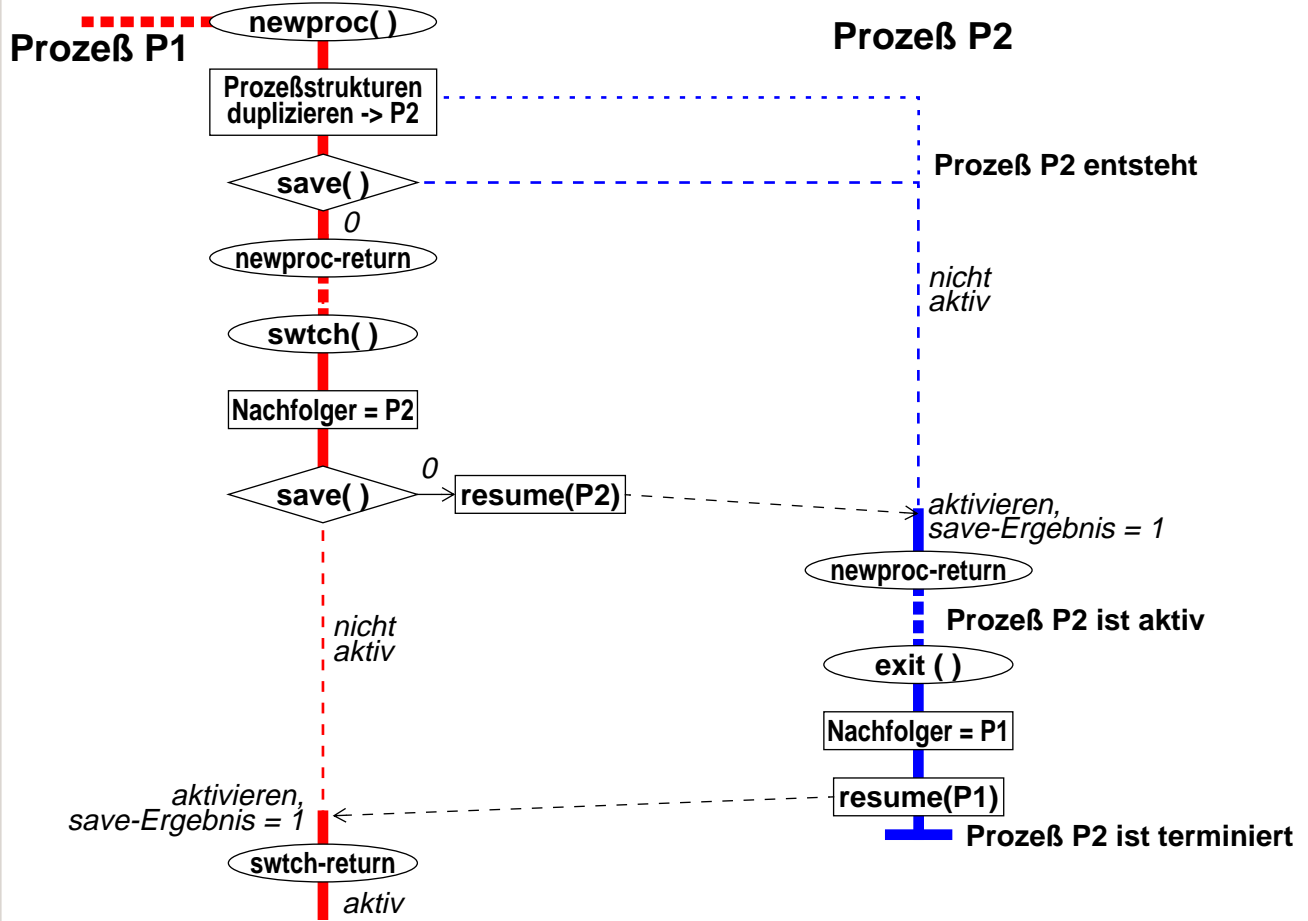 newproc( )
Prozeß P1
Prozeß P2
Prozeßstrukturen
duplizieren -> P2
Prozeß P2 entsteht
save( )
0
newproc-return
nicht
aktiv
swtch( )
Nachfolger = P2
0
save( )
resume(P2)
aktivieren,
save-Ergebnis = 1
newproc-return
Prozeß P2 ist aktiv
nicht
aktiv
exit ( )
Nachfolger = P1
aktivieren,
save-Ergebnis = 1
resume(P1)
Prozeß P2 ist terminiert
swtch-return
aktiv